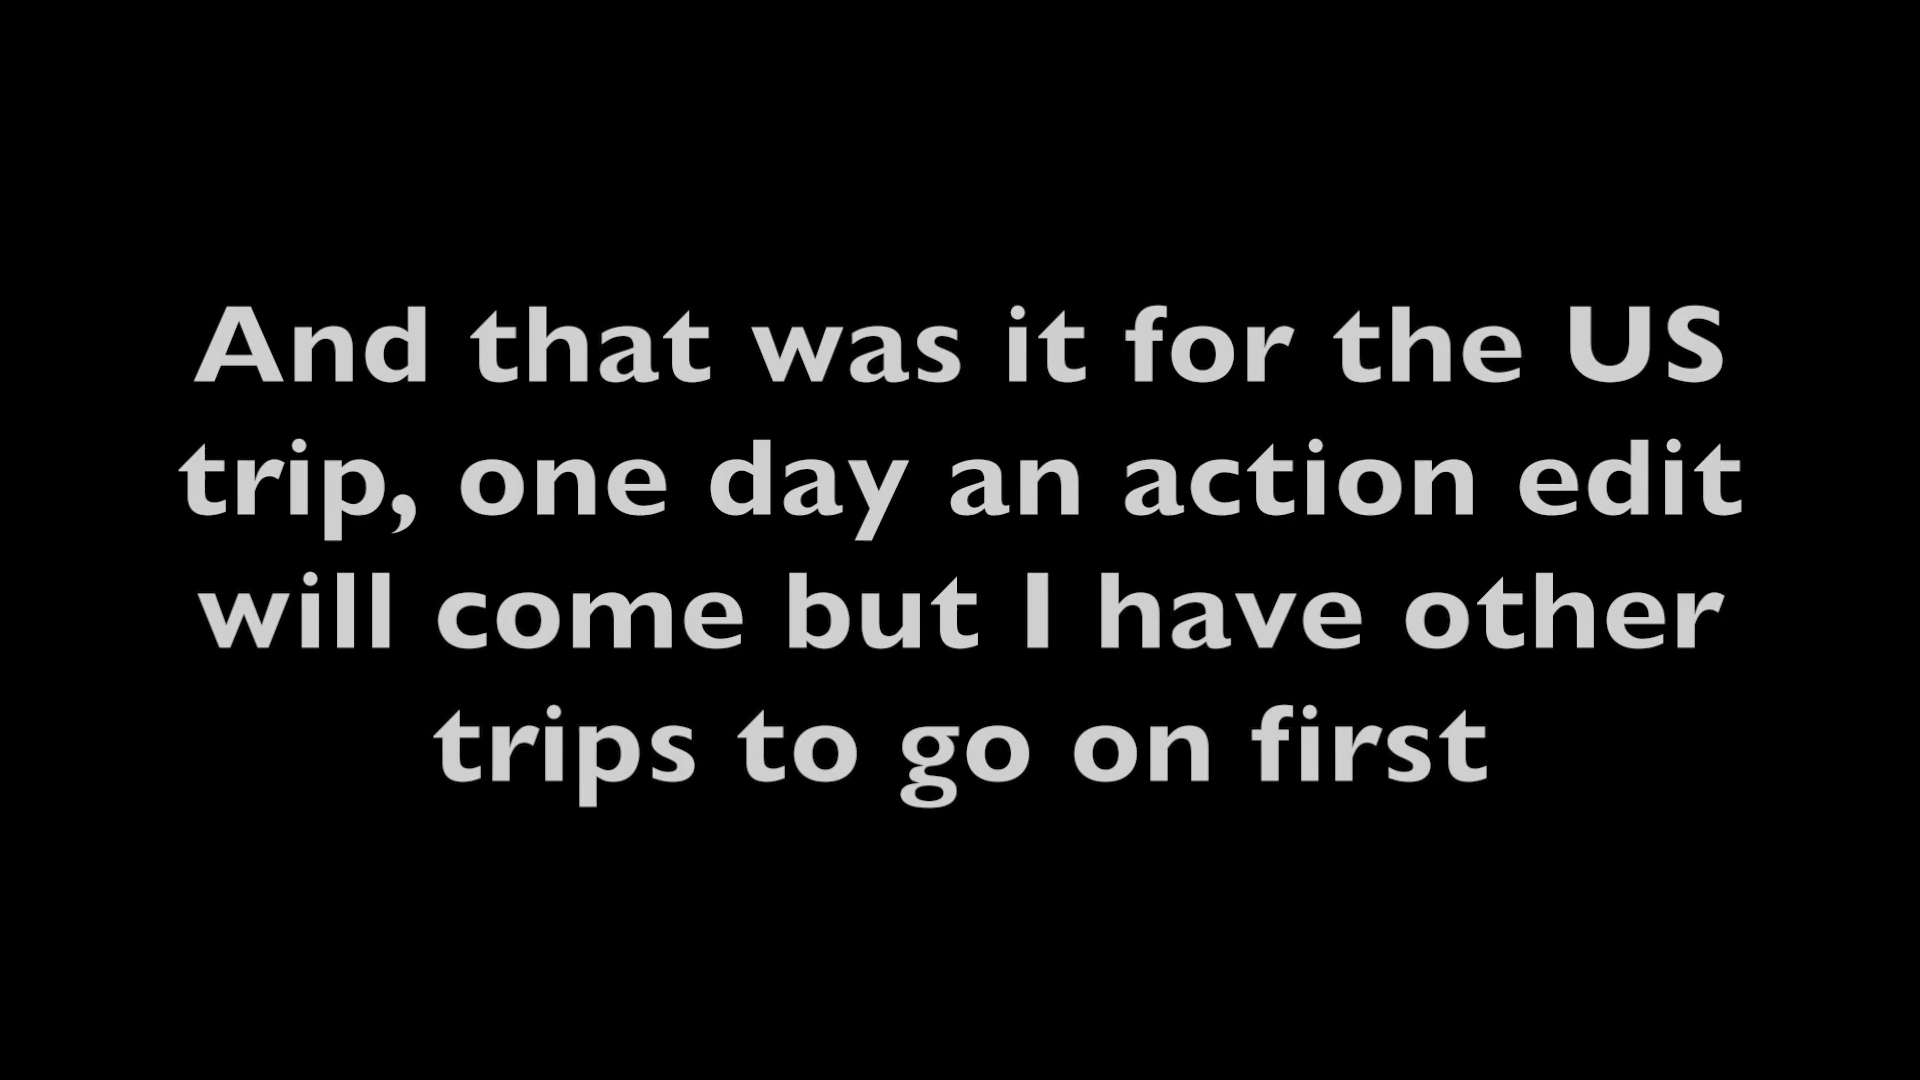 And that was it for the US
trip, one day an action edit
will come but I have other
trips to go on first